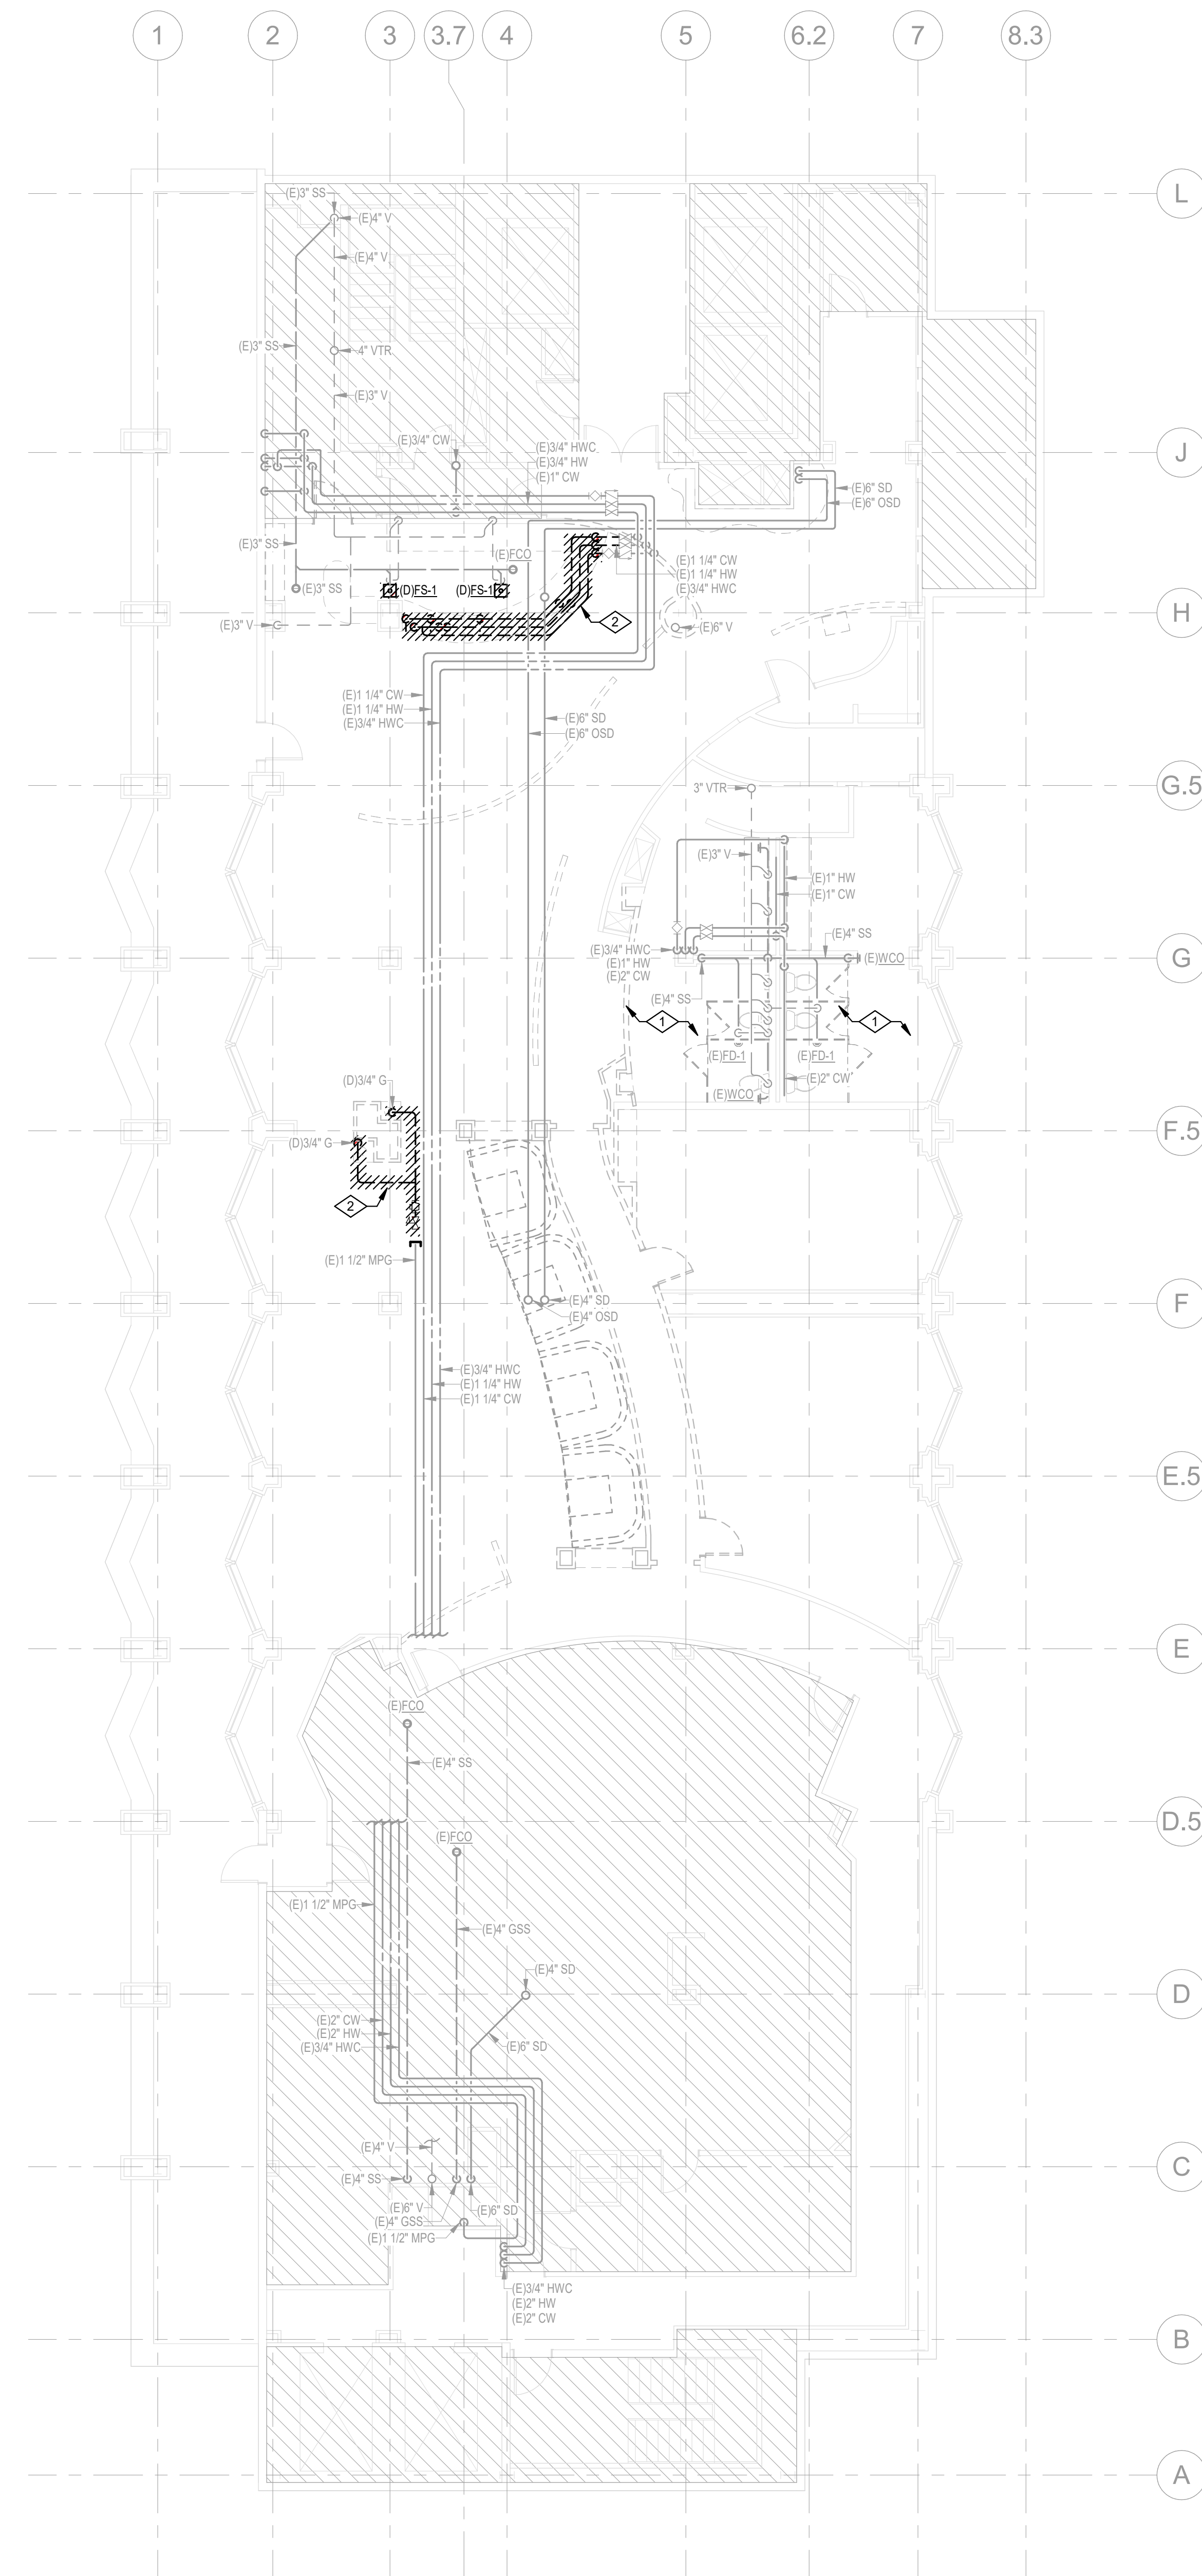 1
2
3
3.7
4
5
6.2
7
8.3
L
(E)3" SS
(E)4" V
(E)4" V
(E)3" SS
4" VTR
(E)3" V
(E)3/4" CW
(E)3/4" HWC
(E)3/4" HW
(E)1" CW
J
(E)6" SD
(E)6" OSD
(E)3" SS
(E)FCO
(E)1 1/4" CW
(E)1 1/4" HW
(E)3/4" HWC
(E)3" SS
(D)FS-1
(D)FS-1
H
(E)3" V
2
(E)6" V
(E)1 1/4" CW
(E)1 1/4" HW
(E)3/4" HWC
(E)6" SD
(E)6" OSD
G.5
3" VTR
(E)3" V
(E)1" HW
(E)1" CW
(E)4" SS
(E)3/4" HWC
(E)1" HW
(E)2" CW
(E)WCO
G
(E)4" SS
1
1
(E)FD-1
(E)FD-1
(D)3/4" G
(E)2" CW
(E)WCO
F.5
(D)3/4" G
2
(E)1 1/2" MPG
(E)4" SD
(E)4" OSD
F
(E)3/4" HWC
(E)1 1/4" HW
(E)1 1/4" CW
E.5
E
(E)FCO
(E)4" SS
D.5
(E)FCO
(E)1 1/2" MPG
(E)4" GSS
(E)4" SD
D
(E)2" CW
(E)2" HW
(E)3/4" HWC
(E)6" SD
(E)4" V
(E)4" SS
C
(E)6" V
(E)6" SD
(E)4" GSS
(E)1 1/2" MPG
(E)3/4" HWC
(E)2" HW
(E)2" CW
B
A